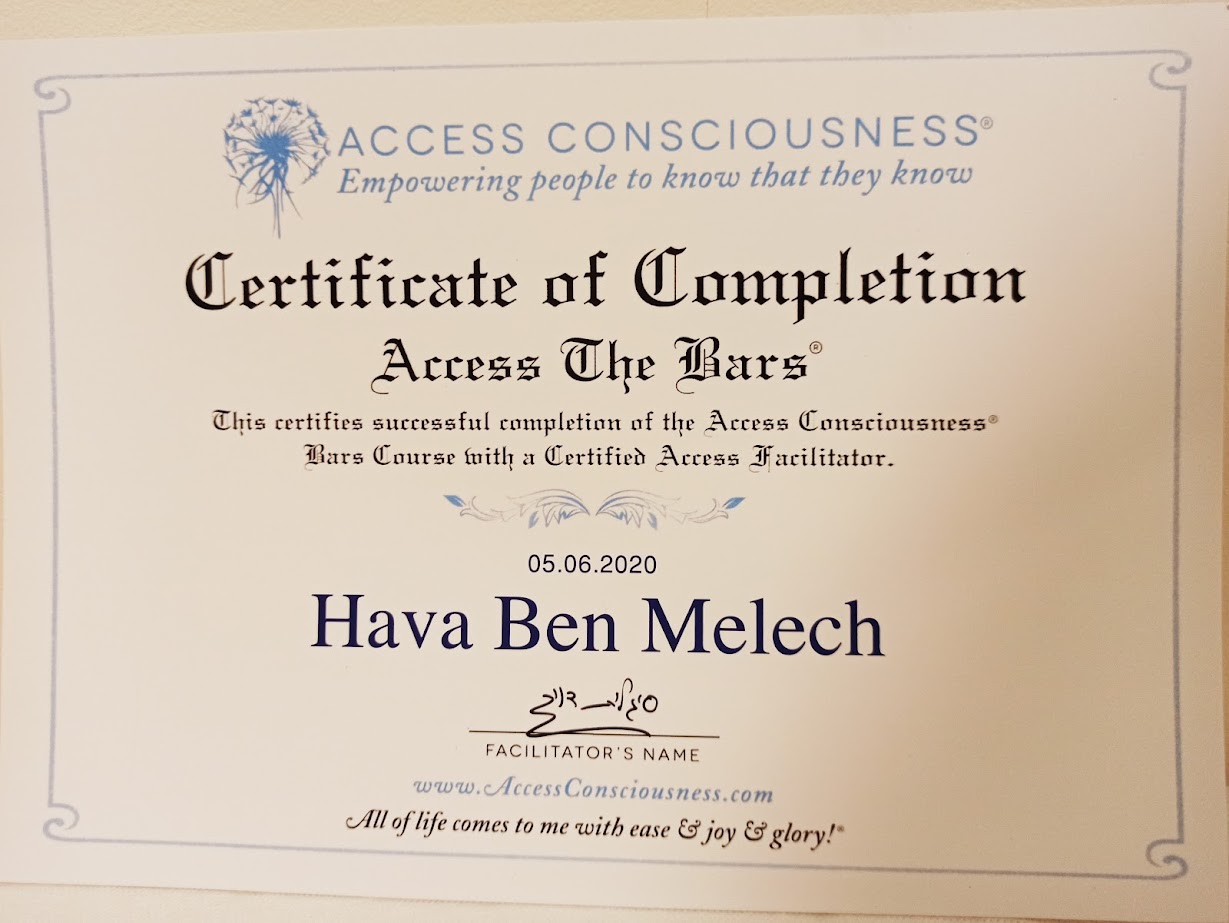 ACCESS CONSCIOUSNESS®
Empowering people to know that they know
Certificate of Completion
Access The Bars®
This certifies successful completion of the Access Consciousness®
Bars Course with a Certified Access Facilitator.
05.06.2020
Hava Ben Melech
סיגלית דויד
FACILITATOR'S NAME
www.AccessConsciousness.com
All of life comes to me with ease & joy & glory!®